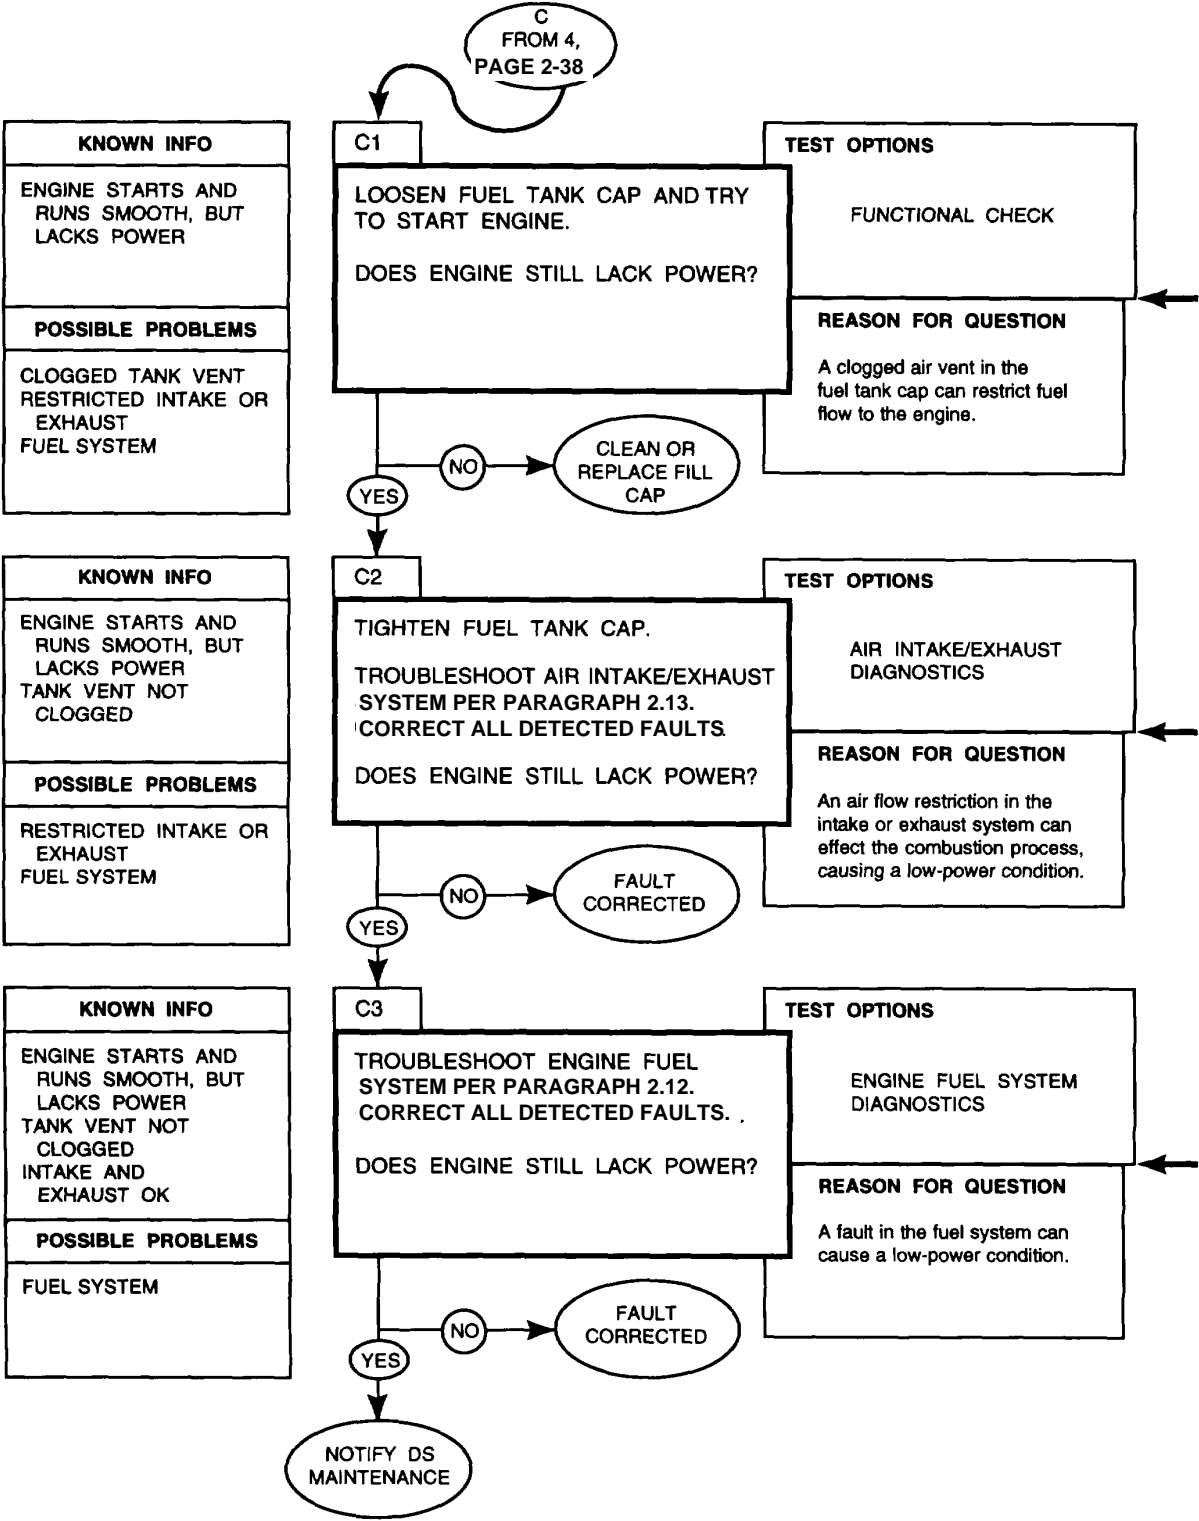 C
FROM 4,
PAGE 2-38
KNOWN INFO
ENGINE STARTS AND
RUNS SMOOTH, BUT
LACKS POWER
POSSIBLE PROBLEMS
CLOGGED TANK VENT
RESTRICTED INTAKE OR
EXHAUST
FUEL SYSTEM
C1
LOOSEN FUEL TANK CAP AND TRY
TO START ENGINE.
DOES ENGINE STILL LACK POWER?
TEST OPTIONS
FUNCTIONAL CHECK
REASON FOR QUESTION
A clogged air vent in the
fuel tank cap can restrict fuel
flow to the engine.
NO
CLEAN OR
REPLACE FILL
CAP
YES
KNOWN INFO
ENGINE STARTS AND
RUNS SMOOTH, BUT
LACKS POWER
TANK VENT NOT
CLOGGED
POSSIBLE PROBLEMS
RESTRICTED INTAKE OR
EXHAUST
FUEL SYSTEM
C2
TIGHTEN FUEL TANK CAP.
TROUBLESHOOT AIR INTAKE/EXHAUST
SYSTEM PER PARAGRAPH 2.13.
CORRECT ALL DETECTED FAULTS.
DOES ENGINE STILL LACK POWER?
TEST OPTIONS
AIR INTAKE/EXHAUST
DIAGNOSTICS
REASON FOR QUESTION
An air flow restriction in the
intake or exhaust system can
effect the combustion process,
causing a low-power condition.
NO
FAULT
CORRECTED
YES
KNOWN INFO
ENGINE STARTS AND
RUNS SMOOTH, BUT
LACKS POWER
TANK VENT NOT
CLOGGED
INTAKE AND
EXHAUST OK
POSSIBLE PROBLEMS
FUEL SYSTEM
C3
TROUBLESHOOT ENGINE FUEL
SYSTEM PER PARAGRAPH 2.12.
CORRECT ALL DETECTED FAULTS.
DOES ENGINE STILL LACK POWER?
TEST OPTIONS
ENGINE FUEL SYSTEM
DIAGNOSTICS
REASON FOR QUESTION
A fault in the fuel system can
cause a low-power condition.
NO
FAULT
CORRECTED
YES
NOTIFY DS
MAINTENANCE